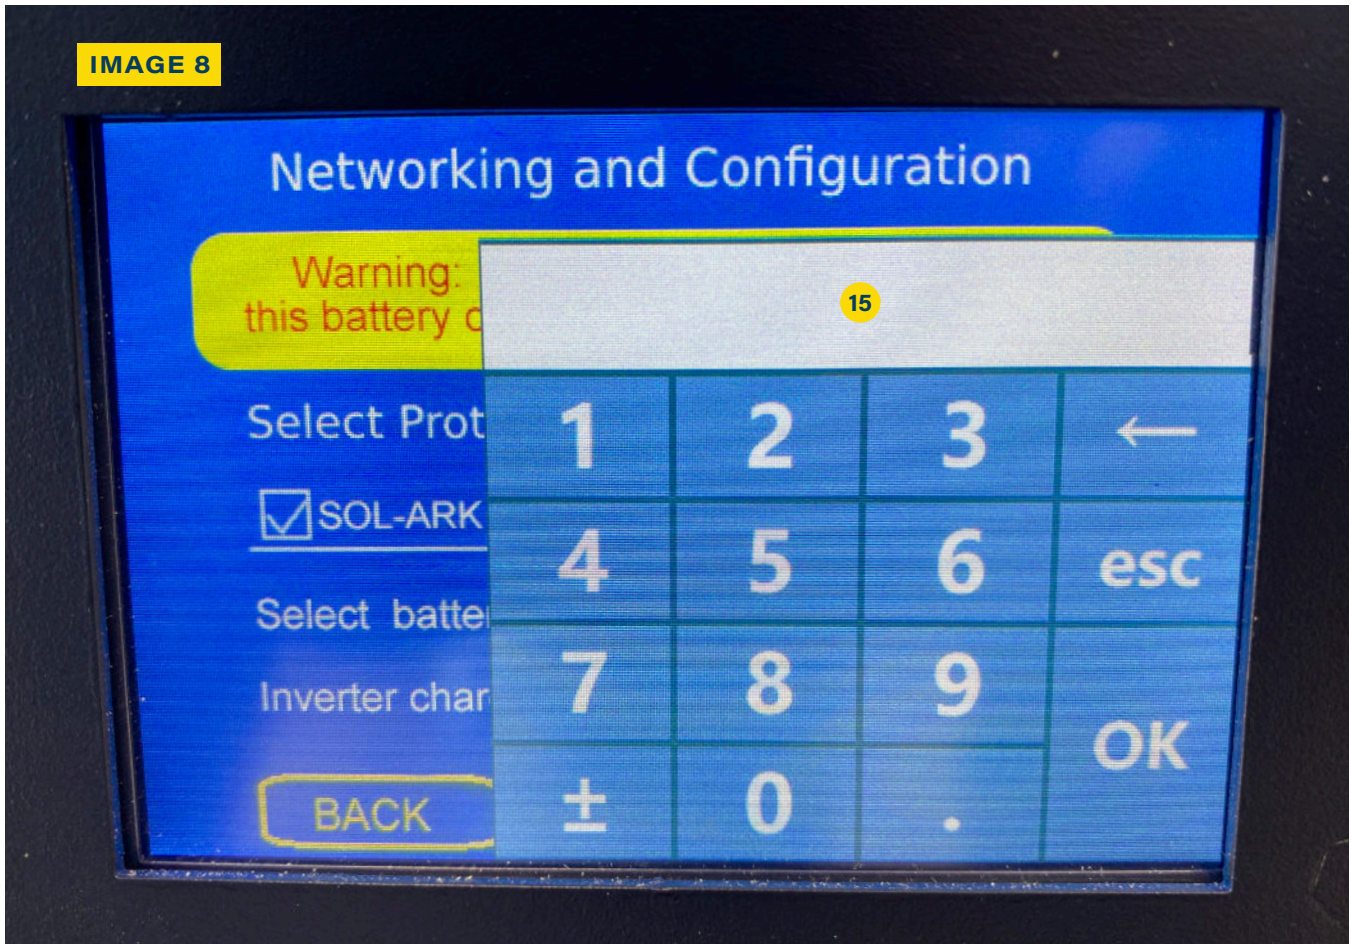 IMAGE 8
Networking and Configuration
Warning:
this battery
15
Select Prot
1 2 3 ←
SOL-ARK
4 5 6 esc
Select batte
7 8 9
Inverter char
OK
BACK
± 0 .